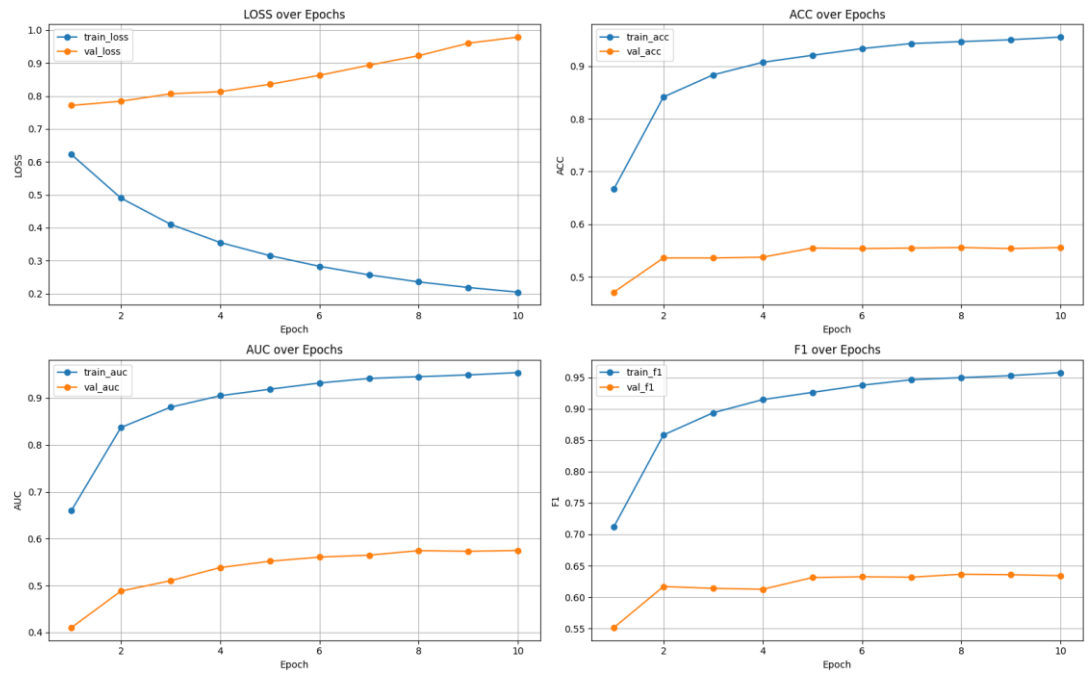 LOSS over Epochs
train_loss
val_loss
1.0
0.9
0.8
0.7
0.6
0.5
0.4
0.3
0.2
LOSS
2
4
6
8
10
Epoch
ACC over Epochs
train_acc
val_acc
0.9
0.8
0.7
0.6
0.5
ACC
2
4
6
8
10
Epoch
AUC over Epochs
train_auc
val_auc
0.9
0.8
0.7
0.6
0.5
0.4
AUC
2
4
6
8
10
Epoch
F1 over Epochs
train_f1
val_f1
0.95
0.90
0.85
0.80
0.75
0.70
0.65
0.60
0.55
F1
2
4
6
8
10
Epoch